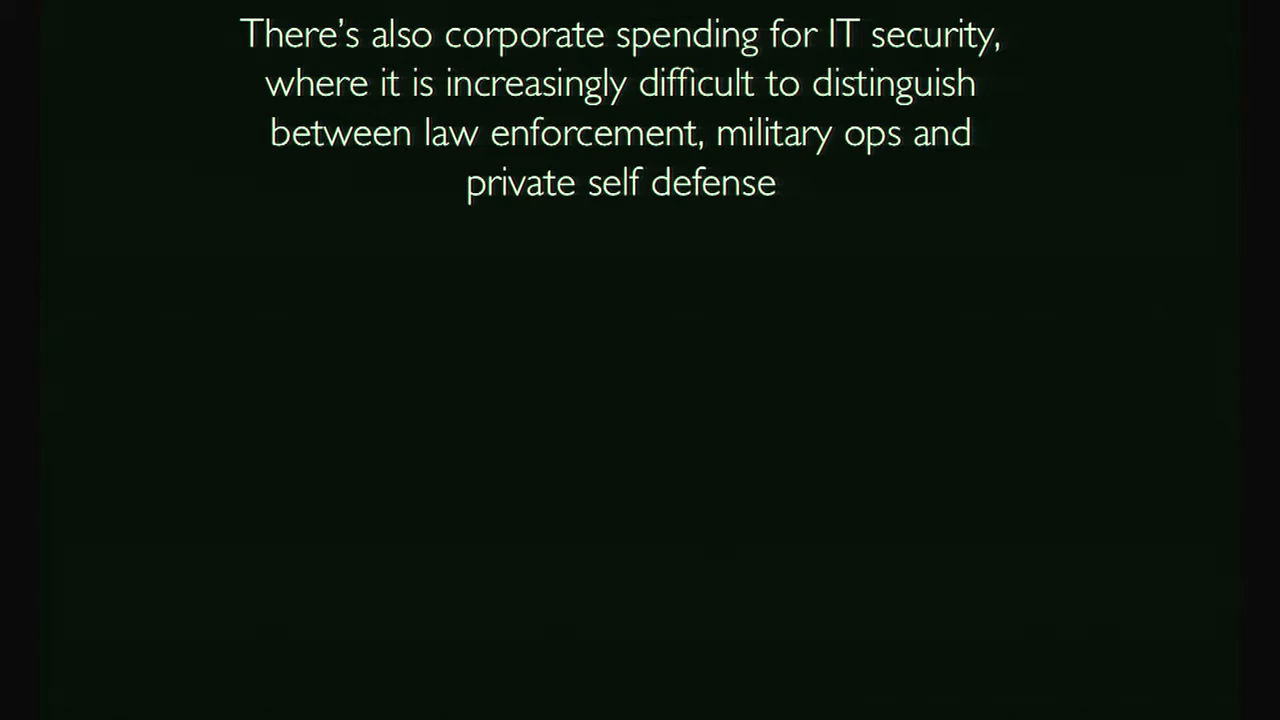 There’s also corporate spending for IT security,
where it is increasingly difficult to distinguish
between law enforcement, military ops and
private self defense